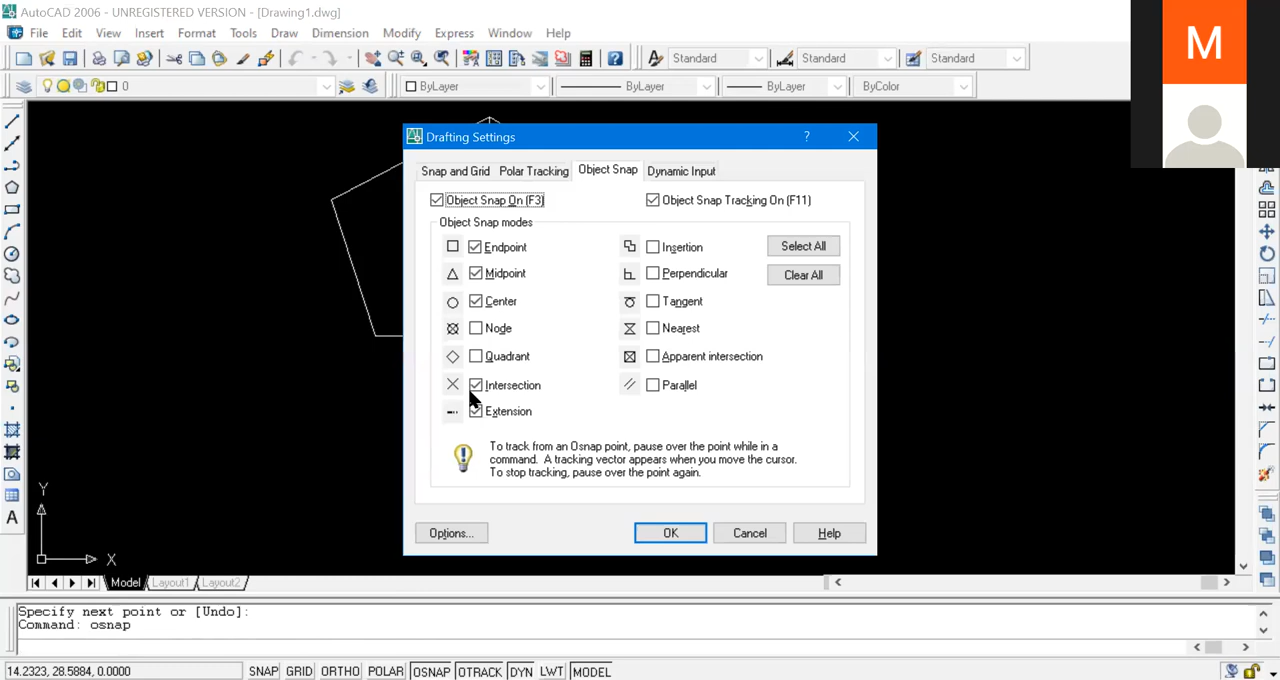 AutoCAD 2006 - UNREGISTERED VERSION - [Drawing1.dwg]
File Edit View Insert Format Tools Draw Dimension Modify Express Window Help
Standard Standard Standard
0 ByLayer ByLayer ByLayer ByColor
M
Drafting Settings ?
Snap and Grid Polar Tracking Object Snap Dynamic Input
Object Snap On (F3) Object Snap Tracking On (F11)
Object Snap modes
Endpoint Insertion Select All
Midpoint Perpendicular Clear All
Center Tangent
Node Nearest
Quadrant Apparent intersection
Intersection Parallel
Extension
To track from an Osnap point, pause over the point while in a
command. A tracking vector appears when you move the cursor.
To stop tracking, pause over the point again.
Options... OK Cancel Help
A
Y
X
Model Layout1 Layout2
Specify next point or [Undo]:
Command: osnap
14.2323, 28.5884, 0.0000 SNAP GRID ORTHO POLAR OSNAP OTRACK DYN LWT MODEL